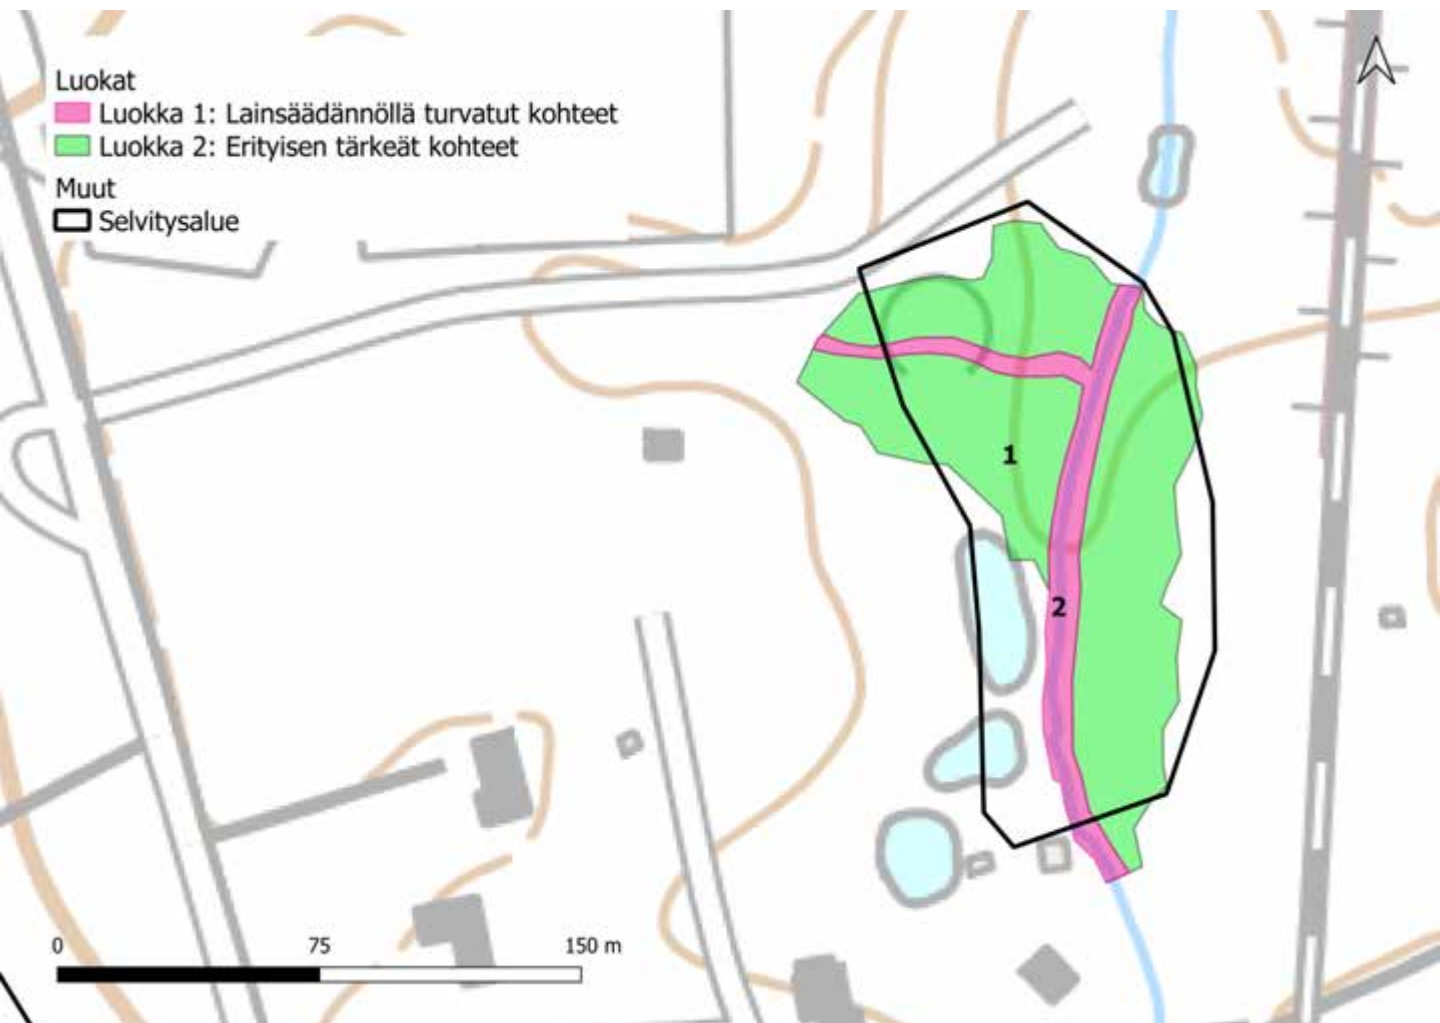 Luokat
Luokka 1: Lainsäädännöllä turvatut kohteet
Luokka 2: Erityisen tärkeät kohteet
Muut
Selvitysalue
1
2
0 75 150 m